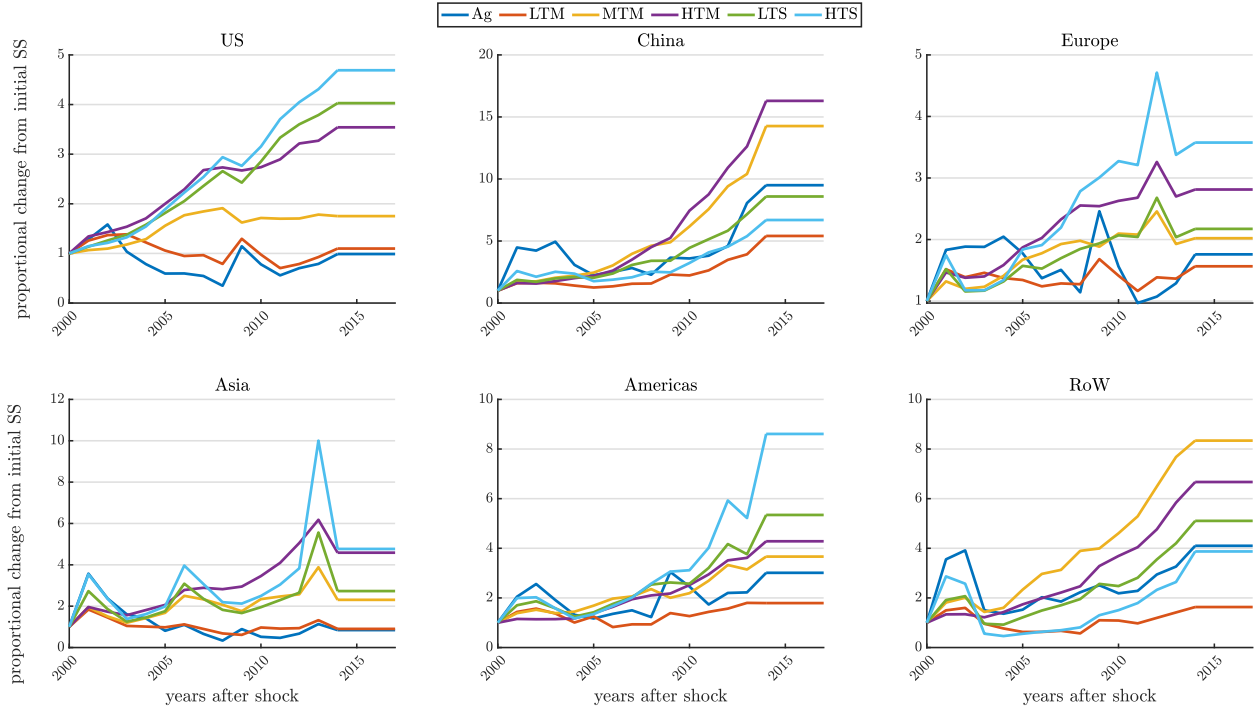 Ag LTM MTM HTM LTS HTS
US China Europe
proportional change from initial SS
5
4
3
2
1
0
2000 2005 2010 2015
20
15
10
5
0
2000 2005 2010 2015
5
4
3
2
1
2000 2005 2010 2015
Asia Americas RoW
proportional change from initial SS
12
10
8
6
4
2
0
2000 2005 2010 2015
years after shock
10
8
6
4
2
0
2000 2005 2010 2015
years after shock
10
8
6
4
2
0
2000 2005 2010 2015
years after shock